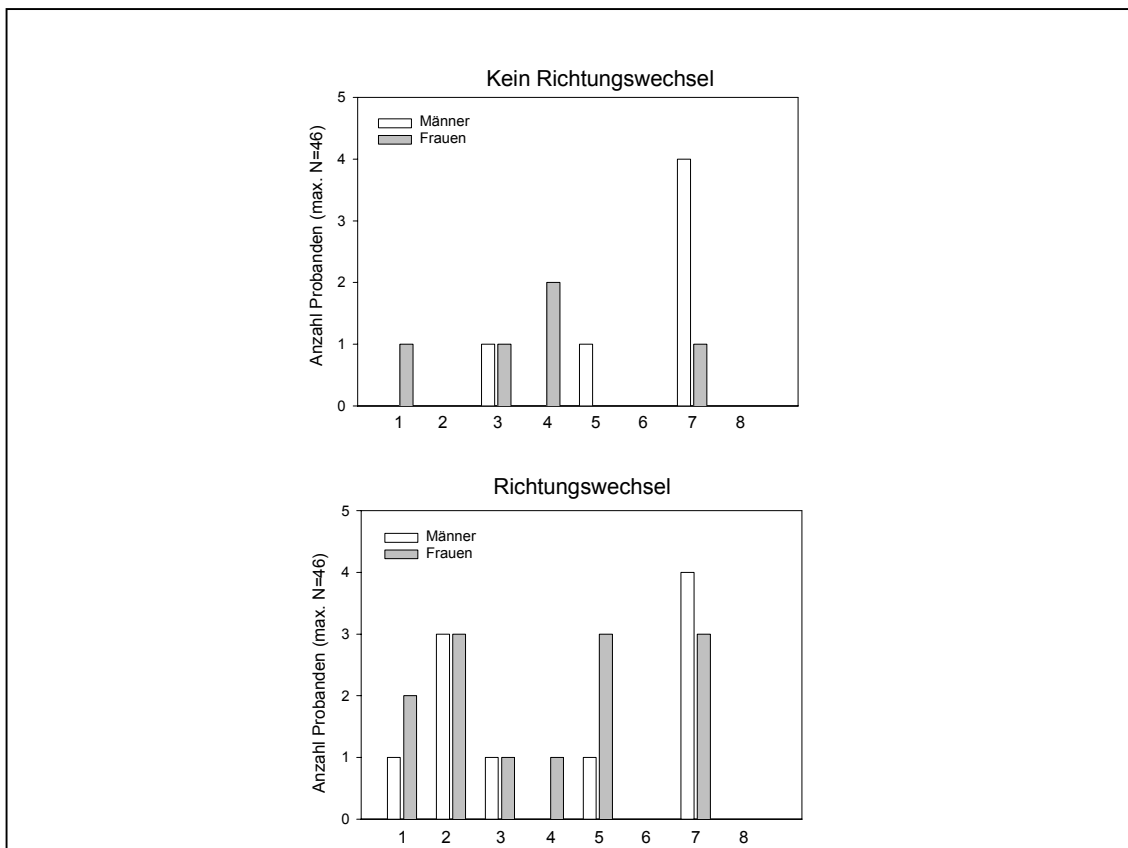 Kein Richtungswechsel
Anzahl Probanden (max. N=46)
5
4
3
2
1
0
Männer
Frauen
1 2 3 4 5 6 7 8
Richtungswechsel
Anzahl Probanden (max. N=46)
5
4
3
2
1
0
Männer
Frauen
1 2 3 4 5 6 7 8